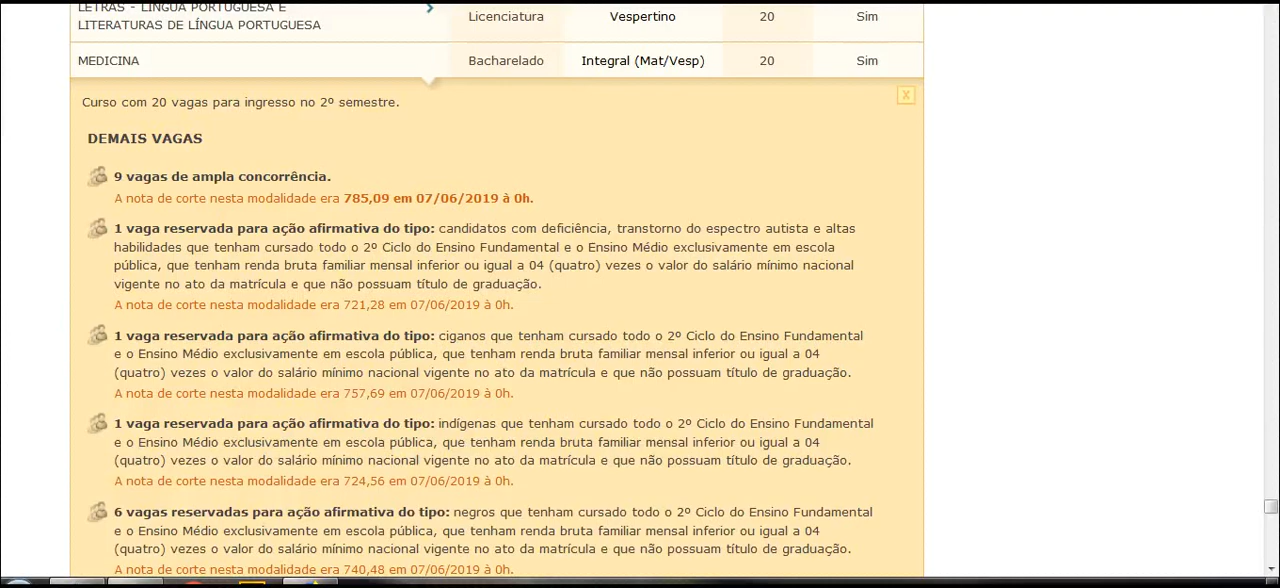 LETRAS - LÍNGUA PORTUGUESA E
LITERATURAS DE LÍNGUA PORTUGUESA Licenciatura Vespertino 20 Sim
MEDICINA Bacharelado Integral (Mat/Vesp) 20 Sim
Curso com 20 vagas para ingresso no 2º semestre. X
DEMAIS VAGAS
9 vagas de ampla concorrência.
A nota de corte nesta modalidade era 785,09 em 07/06/2019 à 0h.
1 vaga reservada para ação afirmativa do tipo: candidatos com deficiência, transtorno do espectro autista e altas
habilidades que tenham cursado todo o 2º Ciclo do Ensino Fundamental e o Ensino Médio exclusivamente em escola
pública, que tenham renda bruta familiar mensal inferior ou igual a 04 (quatro) vezes o valor do salário mínimo nacional
vigente no ato da matrícula e que não possuam título de graduação.
A nota de corte nesta modalidade era 721,28 em 07/06/2019 à 0h.
1 vaga reservada para ação afirmativa do tipo: ciganos que tenham cursado todo o 2º Ciclo do Ensino Fundamental
e o Ensino Médio exclusivamente em escola pública, que tenham renda bruta familiar mensal inferior ou igual a 04
(quatro) vezes o valor do salário mínimo nacional vigente no ato da matrícula e que não possuam título de graduação.
A nota de corte nesta modalidade era 757,69 em 07/06/2019 à 0h.
1 vaga reservada para ação afirmativa do tipo: indígenas que tenham cursado todo o 2º Ciclo do Ensino Fundamental
e o Ensino Médio exclusivamente em escola pública, que tenham renda bruta familiar mensal inferior ou igual a 04
(quatro) vezes o valor do salário mínimo nacional vigente no ato da matrícula e que não possuam título de graduação.
A nota de corte nesta modalidade era 724,56 em 07/06/2019 à 0h.
6 vagas reservadas para ação afirmativa do tipo: negros que tenham cursado todo o 2º Ciclo do Ensino Fundamental
e o Ensino Médio exclusivamente em escola pública, que tenham renda bruta familiar mensal inferior ou igual a 04
(quatro) vezes o valor do salário mínimo nacional vigente no ato da matrícula e que não possuam título de graduação.
A nota de corte nesta modalidade era 740,48 em 07/06/2019 à 0h.